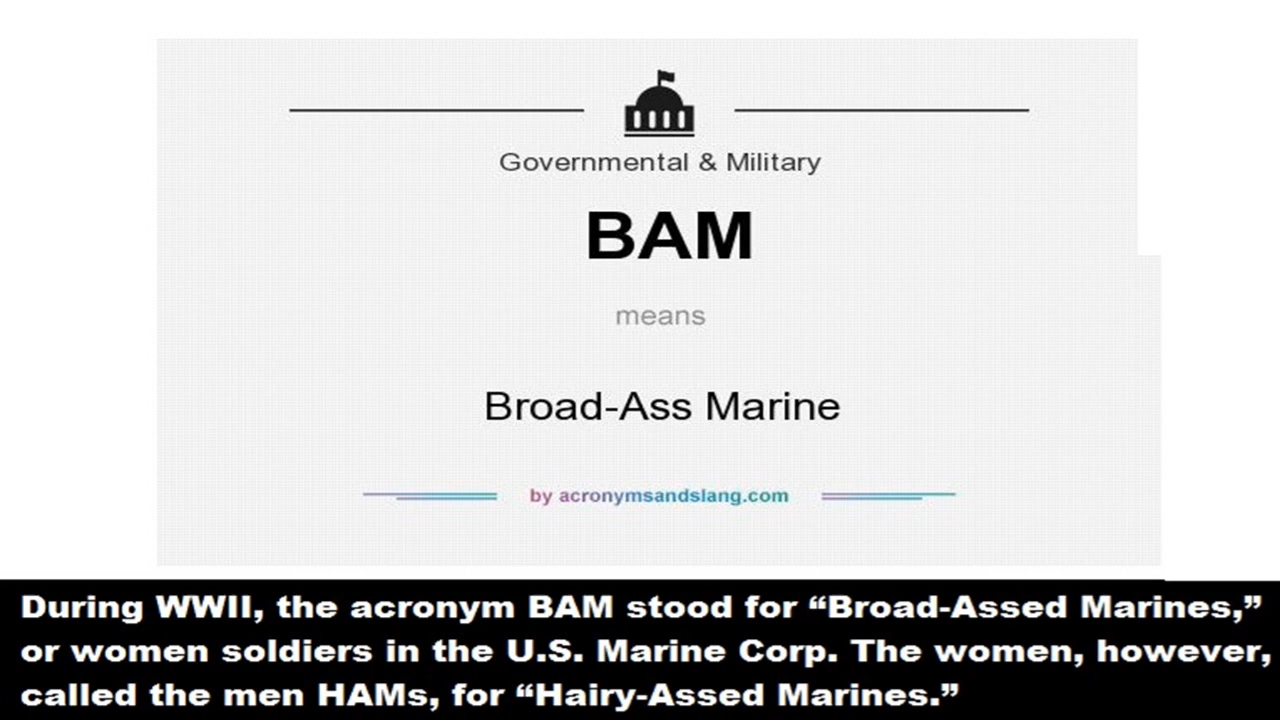 Governmental & Military
BAM
means
Broad-Ass Marine
by acronymsandslang.com
During WWII, the acronym BAM stood for “Broad-Assed Marines,”
or women soldiers in the U.S. Marine Corp. The women, however,
called the men HAMs, for “Hairy-Assed Marines.”